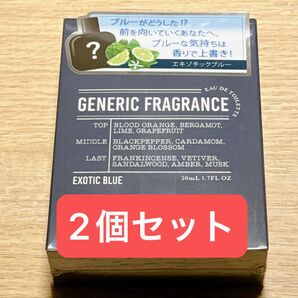 ブルーがどうした!?
前を向いていくあなたへ、
ブルーな気持ちは
香りで上書き!
エキゾチックブルー
?
GENERIC FRAGRANCE
EAU DE TOILETTE
TOP BLOOD ORANGE, BERGAMOT,
LIME, GRAPEFRUIT
MIDDLE BLACKPEPPER, CARDAMOM,
ORANGE BLOSSOM
LAST FRANKINCENSE, VETIVER,
SANDALWOOD, AMBER, MUSK
EXOTIC BLUE
50mL 1.7FL OZ
2個セット